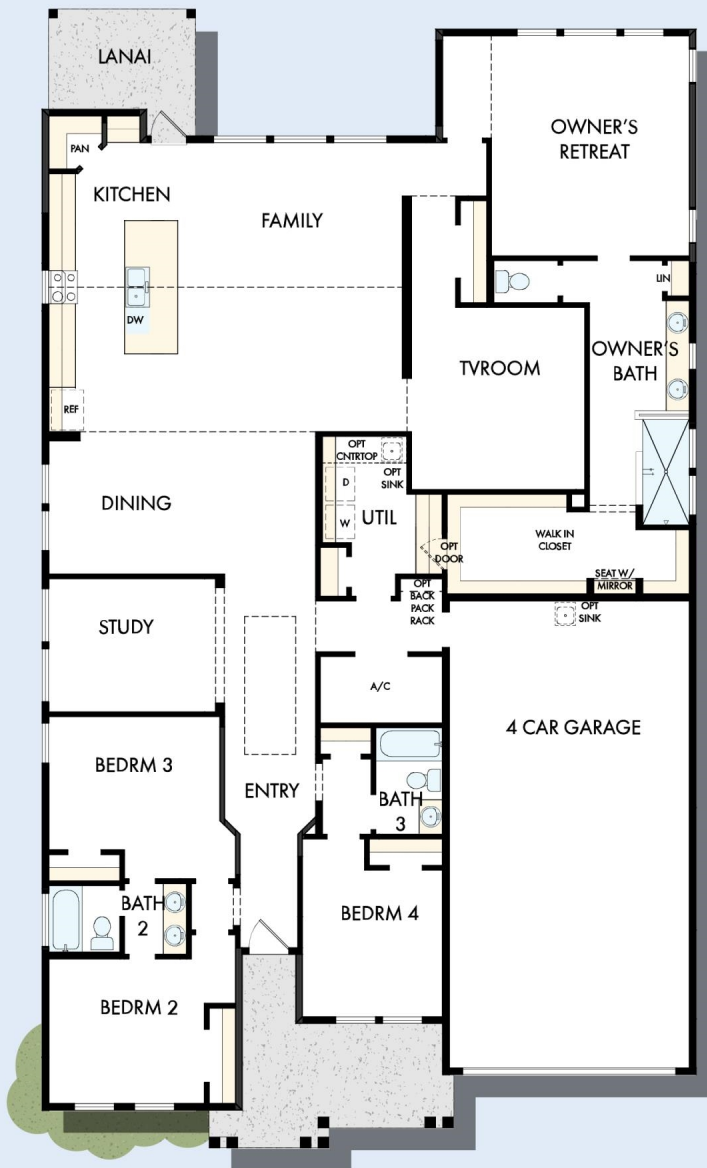 LANAI
OWNER'S
RETREAT
PAN
KITCHEN
FAMILY
LIN
DW
TVROOM
OWNER'S
BATH
REF
OPT
CNTRTOP
OPT
SINK
D
W
UTIL
DINING
OPT
DOOR
WALK IN
CLOSET
SEAT W/
MIRROR
OPT
BACK
PACK
RACK
OPT
SINK
STUDY
A/C
4 CAR GARAGE
BEDRM 3
ENTRY
BATH
3
BATH
2
BEDRM 4
BEDRM 2